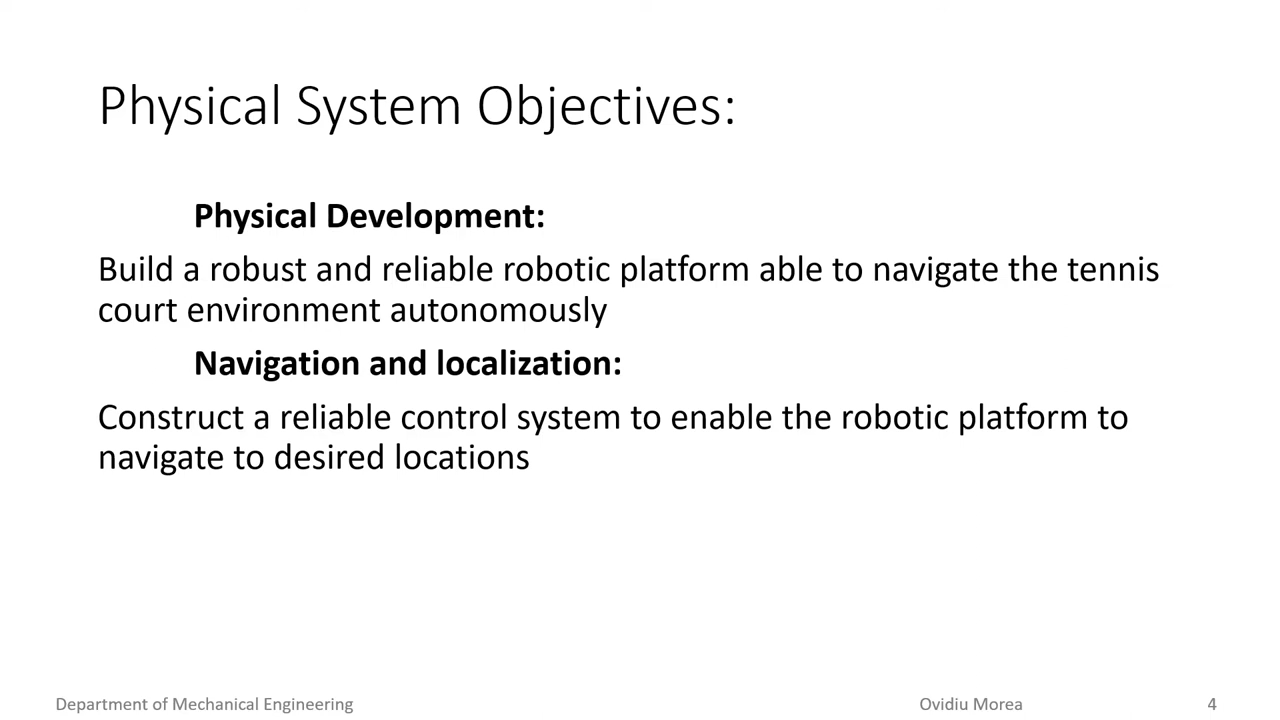 Physical System Objectives:
Physical Development:
Build a robust and reliable robotic platform able to navigate the tennis
court environment autonomously
Navigation and localization:
Construct a reliable control system to enable the robotic platform to
navigate to desired locations
Department of Mechanical Engineering
Ovidiu Morea
4